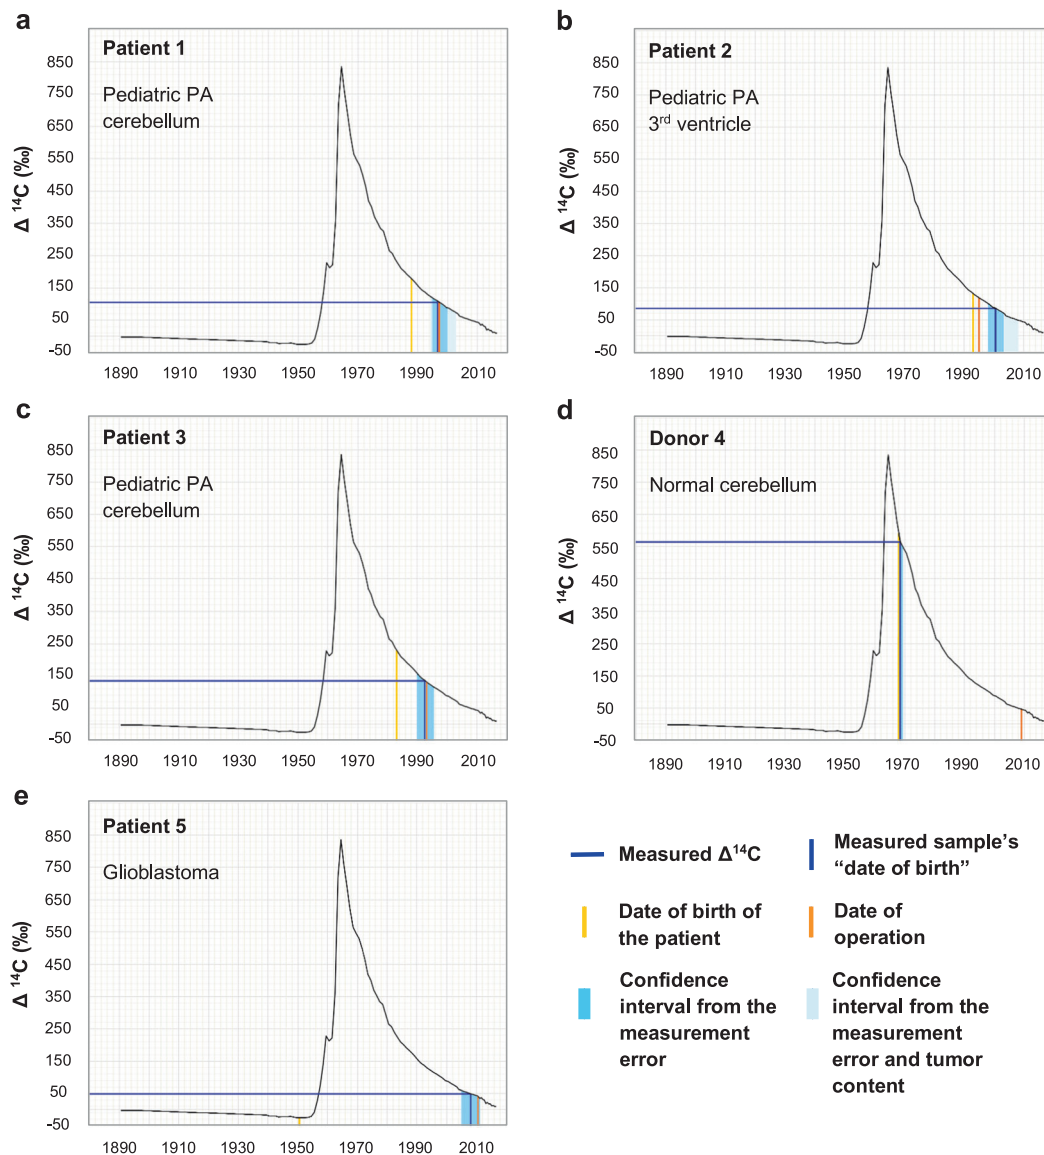 a
Patient 1
Pediatric PA
cerebellum
Δ ¹⁴C (‰)
850
750
650
550
450
350
250
150
50
-50
1890 1910 1930 1950 1970 1990 2010
b
Patient 2
Pediatric PA
3rd ventricle
Δ ¹⁴C (‰)
850
750
650
550
450
350
250
150
50
-50
1890 1910 1930 1950 1970 1990 2010
c
Patient 3
Pediatric PA
cerebellum
Δ ¹⁴C (‰)
850
750
650
550
450
350
250
150
50
-50
1890 1910 1930 1950 1970 1990 2010
d
Donor 4
Normal cerebellum
Δ ¹⁴C (‰)
850
750
650
550
450
350
250
150
50
-50
1890 1910 1930 1950 1970 1990 2010
e
Patient 5
Glioblastoma
Δ ¹⁴C (‰)
850
750
650
550
450
350
250
150
50
-50
1890 1910 1930 1950 1970 1990 2010
Measured Δ¹⁴C
Measured sample's
“date of birth”
Date of birth of
the patient
Date of
operation
Confidence
interval from the
measurement
error
Confidence
interval from the
measurement
error and tumor
content